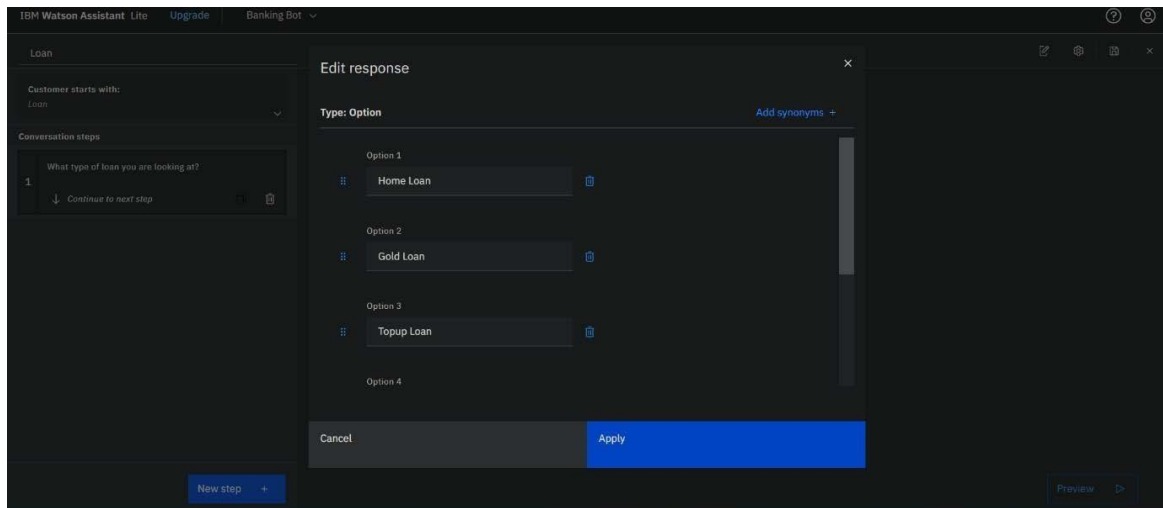 IBM Watson Assistant Lite Upgrade Banking Bot
Loan
Customer starts with:
Loan
Conversation steps
1
What type of loan you are looking at?
Continue to next step
New step +
Edit response
Type: Option
Add synonyms +
Option 1
Home Loan
Option 2
Gold Loan
Option 3
Topup Loan
Option 4
Cancel
Apply
Preview